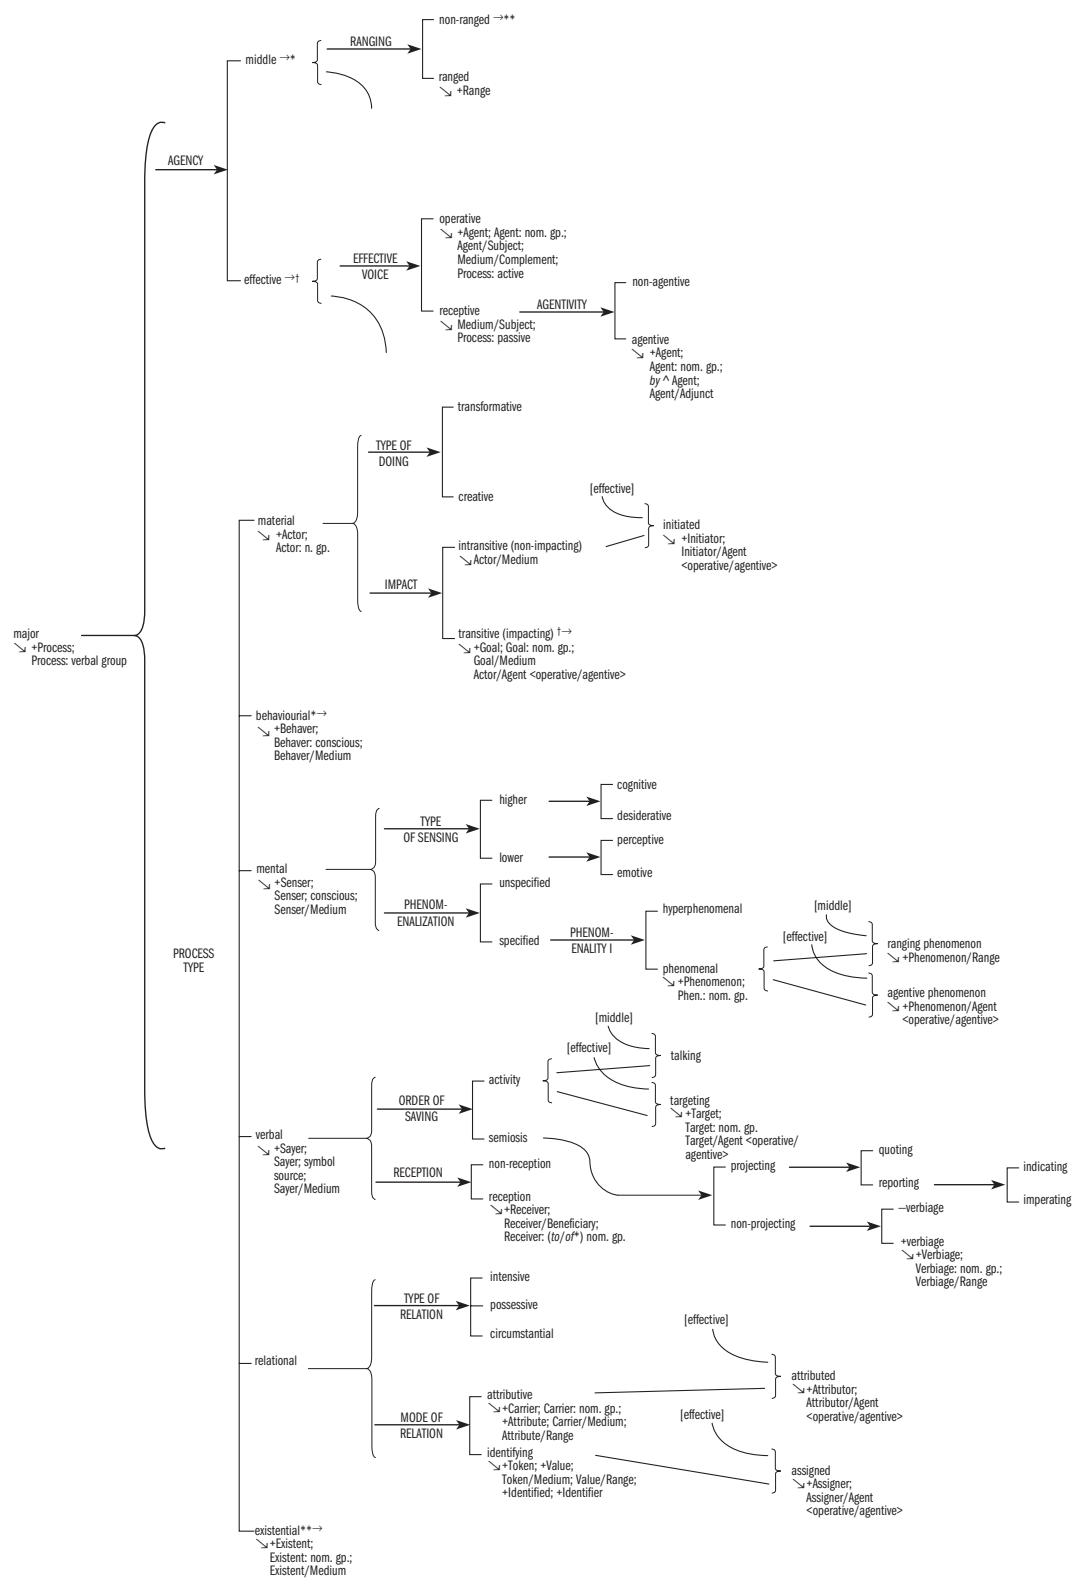 non-ranged →**
RANGING
middle →*
ranged
↘ +Range
AGENCY
operative
↘ +Agent; Agent: nom. gp.;
Agent/Subject;
Medium/Complement;
Process: active
EFFECTIVE
VOICE
effective →†
non-agentive
AGENTIVITY
receptive
↘ Medium/Subject;
Process: passive
agentive
↘ +Agent;
Agent: nom. gp.;
by ^ Agent;
Agent/Adjunct
transformative
TYPE OF
DOING
creative
[effective]
material
↘ +Actor;
Actor: n. gp.
initiated
↘ +Initiator;
Initiator/Agent
<operative/agentive>
intransitive (non-impacting)
↘ Actor/Medium
IMPACT
major
↘ +Process;
Process: verbal group
transitive (impacting) †→
↘ +Goal; Goal: nom. gp.;
Goal/Medium
Actor/Agent <operative/agentive>
behaviourial*→
↘ +Behaver;
Behaver: conscious;
Behaver/Medium
cognitive
higher
desiderative
TYPE
OF SENSING
perceptive
lower
emotive
mental
↘ +Senser;
Senser; conscious;
Senser/Medium
unspecified
PHENOM-
ENALIZATION
specified
PHENOM-
ENALITY I
hyperphenomenal
[middle]
[effective]
ranging phenomenon
↘ +Phenomenon/Range
phenomenal
↘ +Phenomenon;
Phen.: nom. gp.
agentive phenomenon
↘ +Phenomenon/Agent
<operative/agentive>
PROCESS
TYPE
[middle]
[effective]
talking
activity
ORDER OF
SAVING
targeting
↘ +Target;
Target: nom. gp.
Target/Agent <operative/
agentive>
semiosis
verbal
↘ +Sayer;
Sayer; symbol
source;
Sayer/Medium
non-reception
RECEPTION
reception
↘ +Receiver;
Receiver/Beneficiary;
Receiver: (to/of*) nom. gp.
projecting
quoting
reporting
indicating
imperating
non-projecting
–verbiage
+verbiage
↘ +Verbiage;
Verbiage: nom. gp.;
Verbiage/Range
intensive
TYPE OF
RELATION
possessive
circumstantial
relational
[effective]
attributive
↘ +Carrier; Carrier: nom. gp.;
+Attribute; Carrier/Medium;
Attribute/Range
attributed
↘ +Attributor;
Attributor/Agent
<operative/agentive>
MODE OF
RELATION
[effective]
identifying
↘ +Token; +Value;
Token/Medium; Value/Range;
+Identified; +Identifier
assigned
↘ +Assigner;
Assigner/Agent
<operative/agentive>
existential**→
↘ +Existent;
Existent: nom. gp.;
Existent/Medium